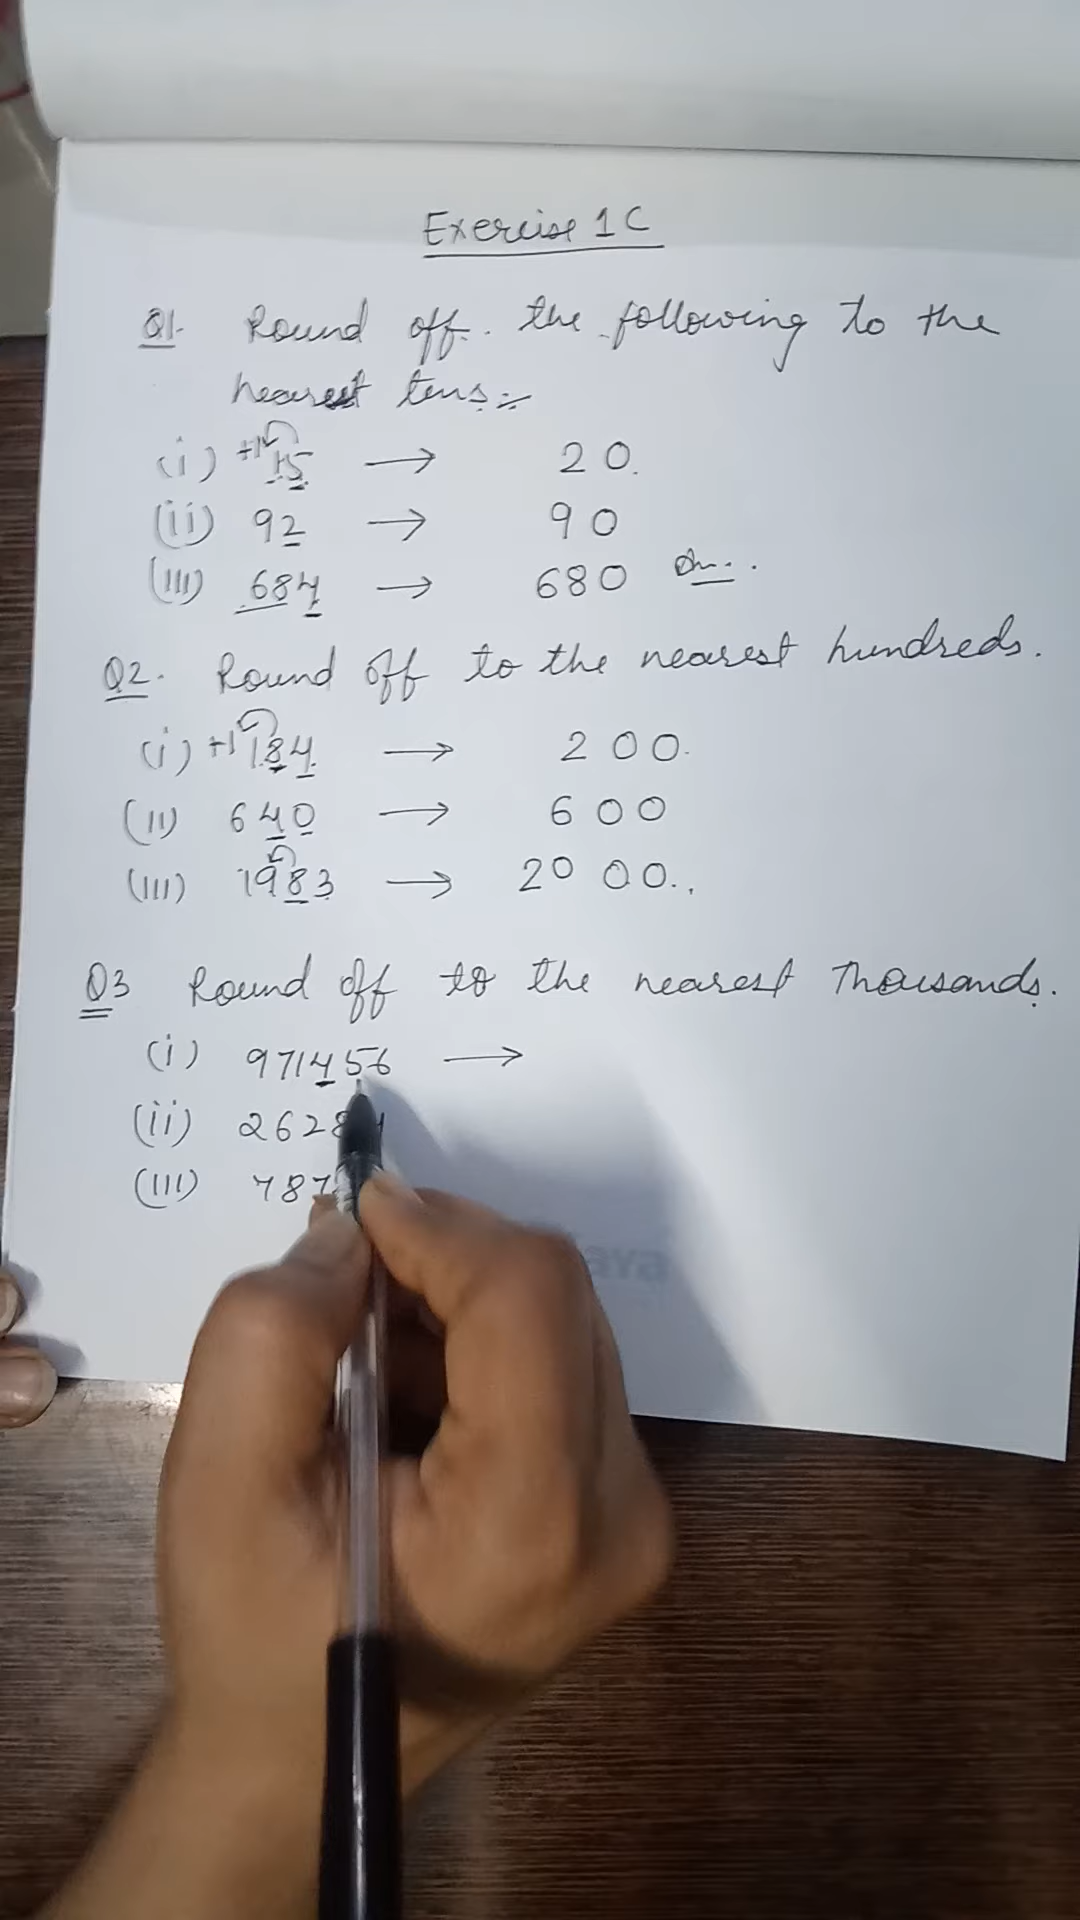 Exercise 1C
Q1. Round off. the following to the
nearest tens:-
(i) +1 15 → 20.
(ii) 92 → 90
(iii) 684 → 680 Ans..
Q2. Round off to the nearest hundreds.
(i) +1 184 → 200.
(ii) 640 → 600
(iii) 1983 → 2000.
Q3 Round off to the nearest Thousands.
(i) 971456 →
(ii)
(iii)